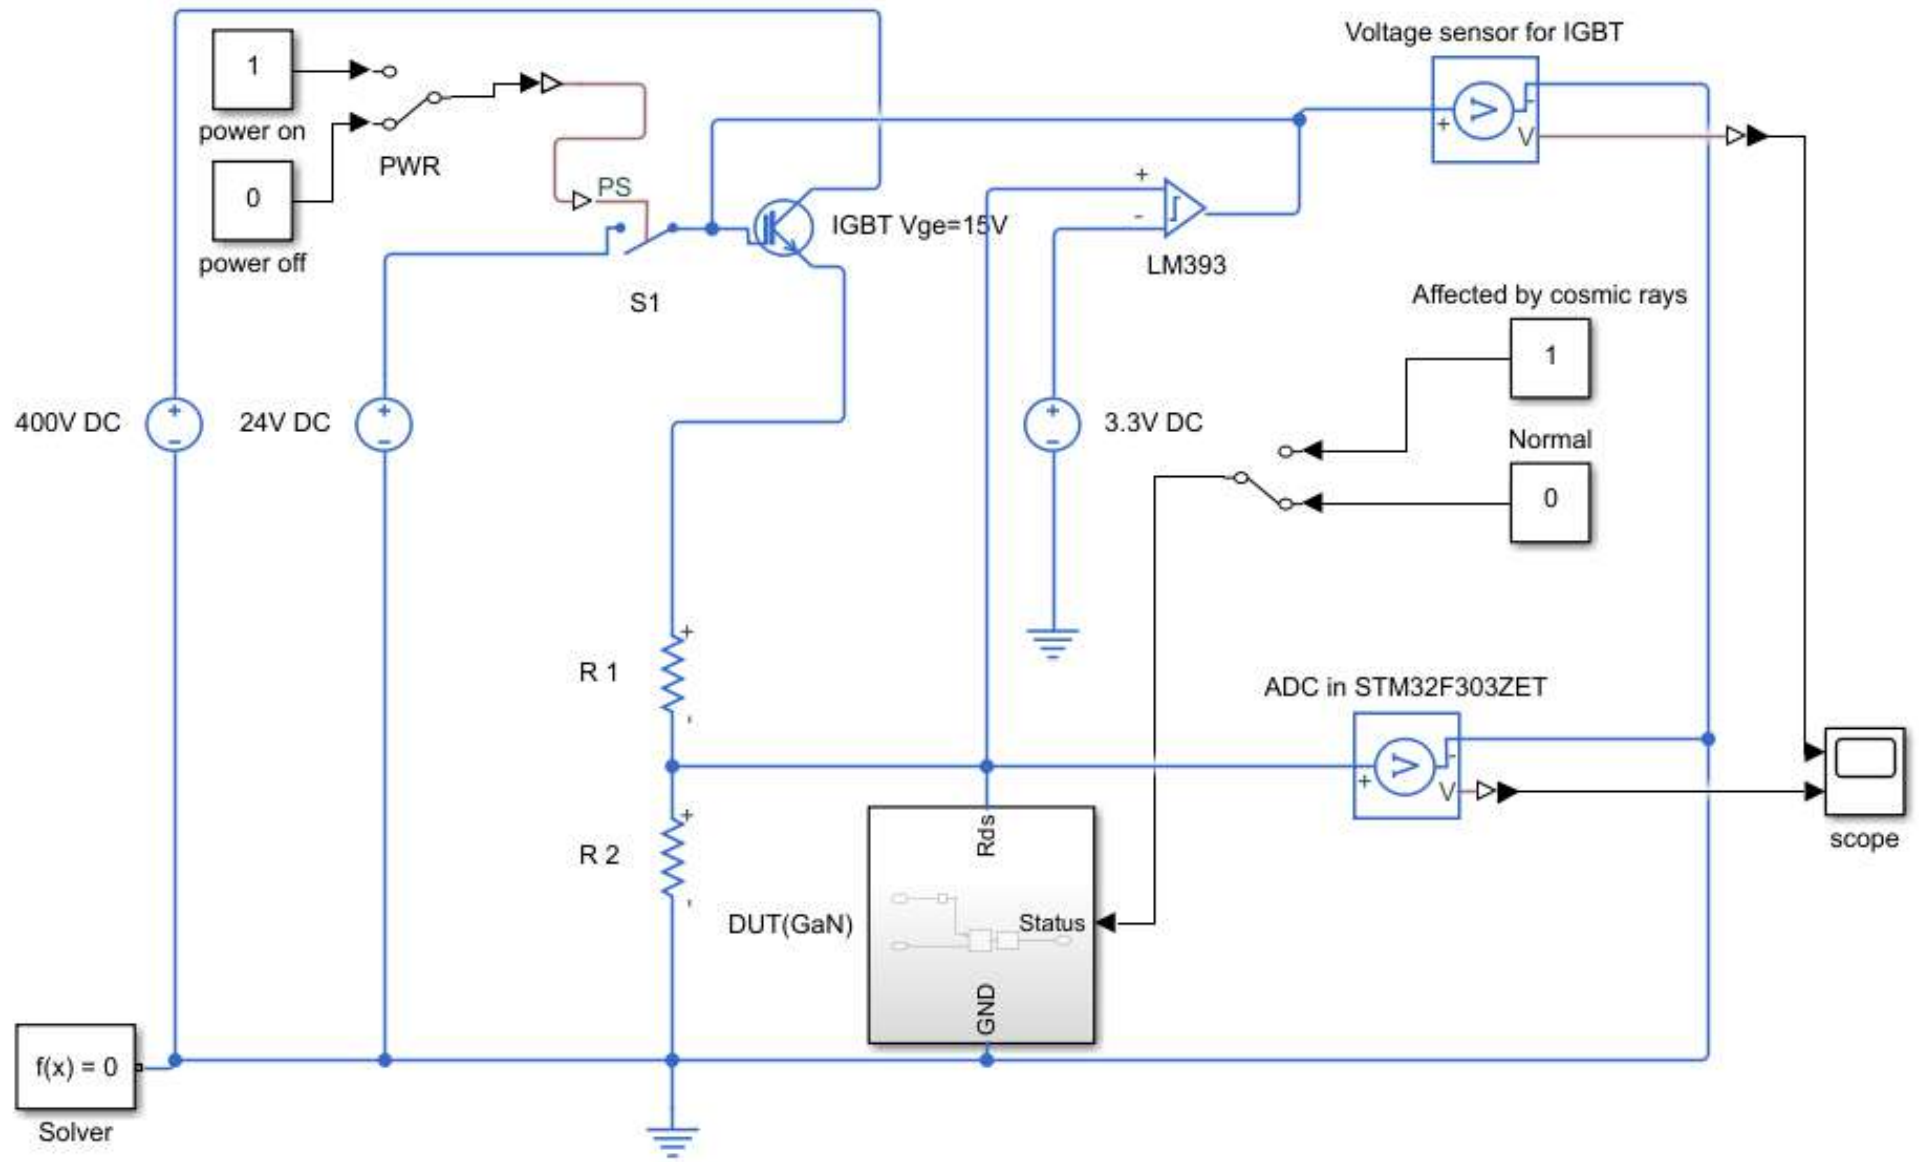 Voltage sensor for IGBT
1
power on
PWR
0
power off
PS
S1
IGBT Vge=15V
+
-
LM393
+
-
V
V
Affected by cosmic rays
1
Normal
0
400V DC
+
-
24V DC
+
-
3.3V DC
+
-
R 1
+
-
R 2
+
-
ADC in STM32F303ZET
+
-
V
V
scope
DUT(GaN)
Rds
Status
GND
f(x) = 0
Solver